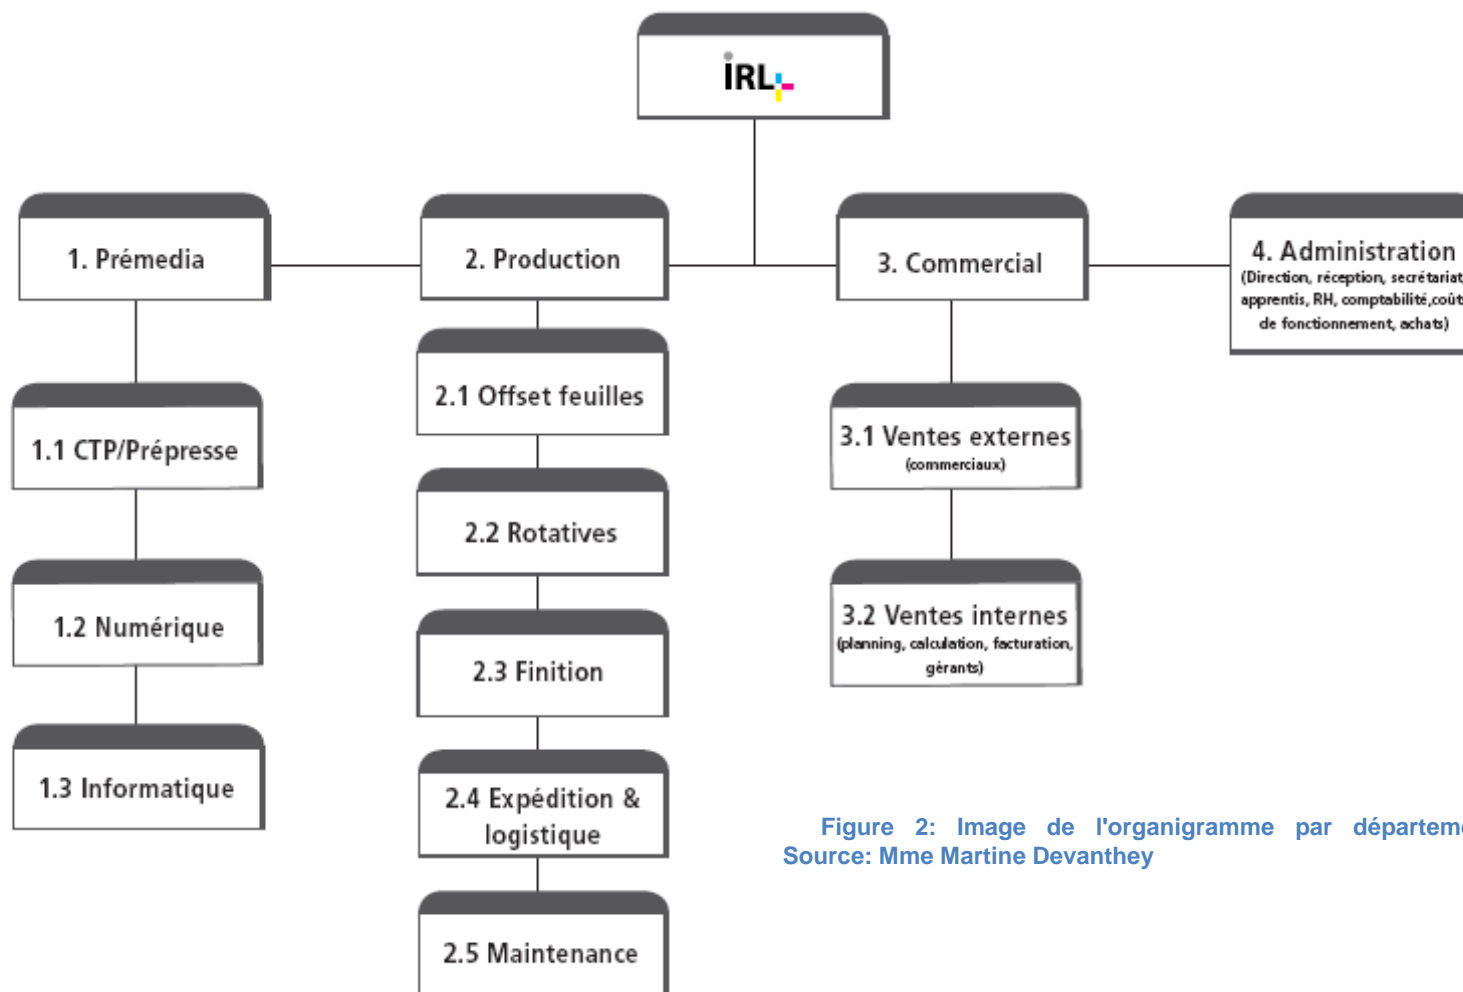 iRL
1. Prémedia
2. Production
3. Commercial
4. Administration
(Direction, réception, secrétariat,
apprentis, RH, comptabilité,coûts
de fonctionnement, achats)
1.1 CTP/Prépresse
1.2 Numérique
1.3 Informatique
2.1 Offset feuilles
2.2 Rotatives
2.3 Finition
2.4 Expédition &
logistique
2.5 Maintenance
3.1 Ventes externes
(commerciaux)
3.2 Ventes internes
(planning, calculation, facturation,
gérants)
Figure 2: Image de l'organigramme par départeme
Source: Mme Martine Devanthey